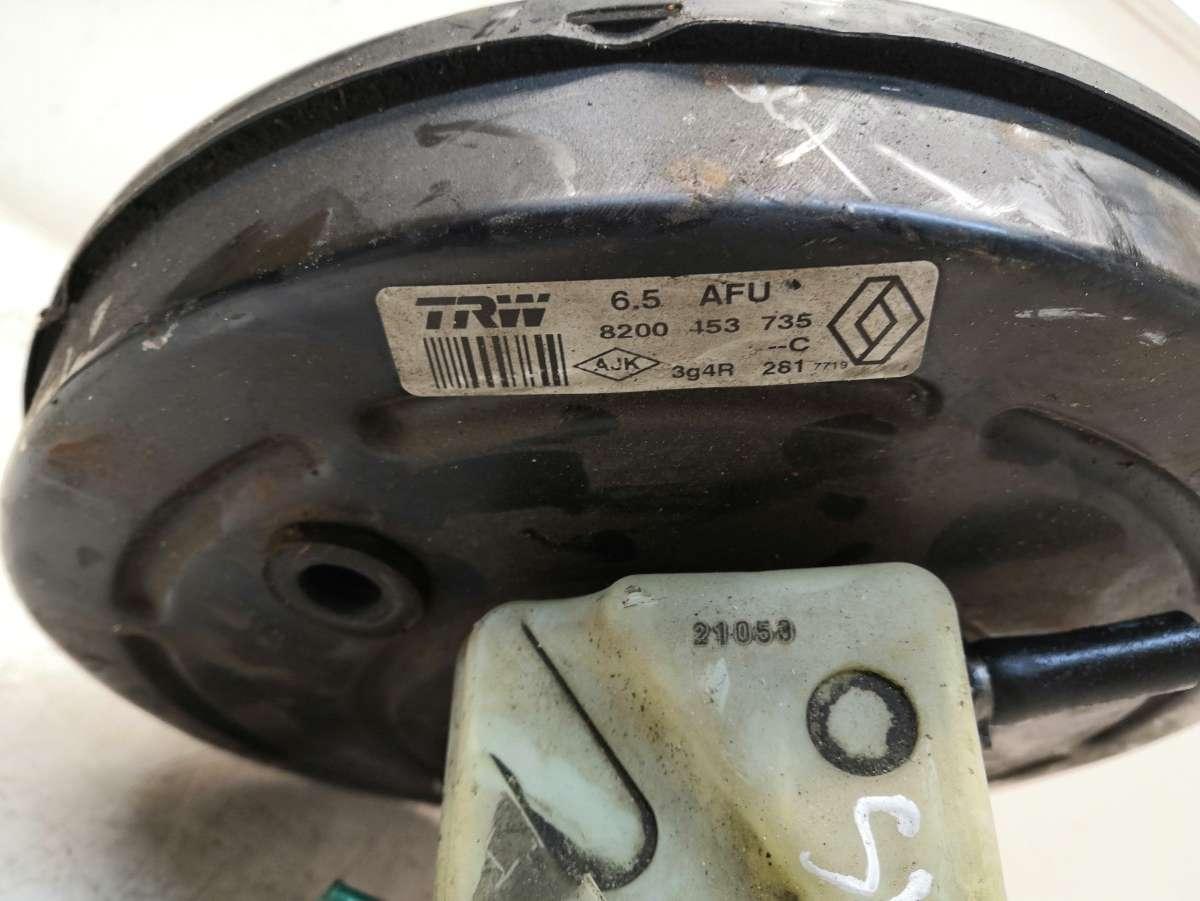 TRW 6.5 AFU
8200 453 735
--C
AJK 3g4R 281 7719
21053